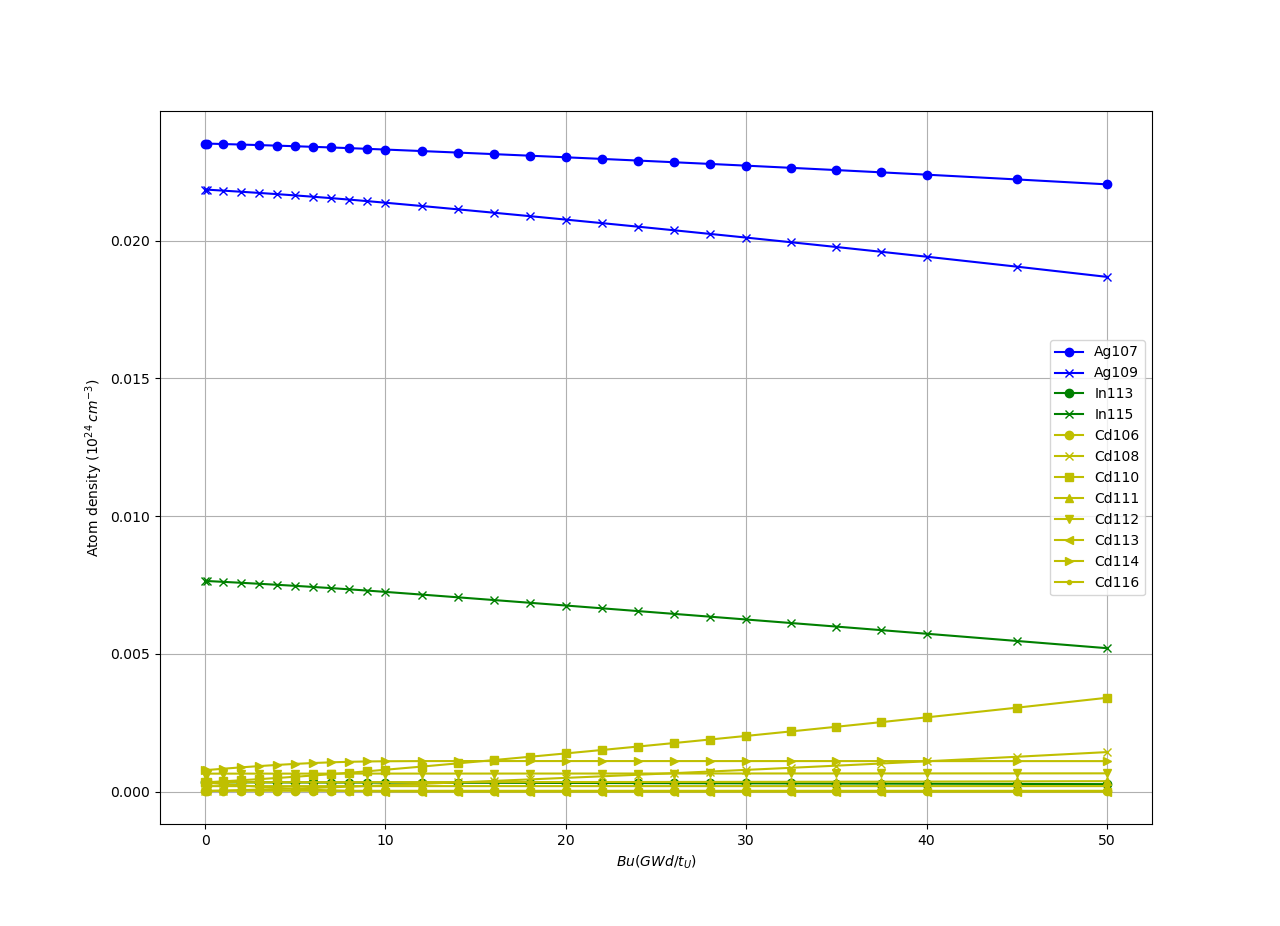 0.020
0.015
0.010
0.005
0.000
Atom density (10^24 cm^−3)
0 10 20 30 40 50
Bu(GWd/t_U)
Ag107
Ag109
In113
In115
Cd106
Cd108
Cd110
Cd111
Cd112
Cd113
Cd114
Cd116